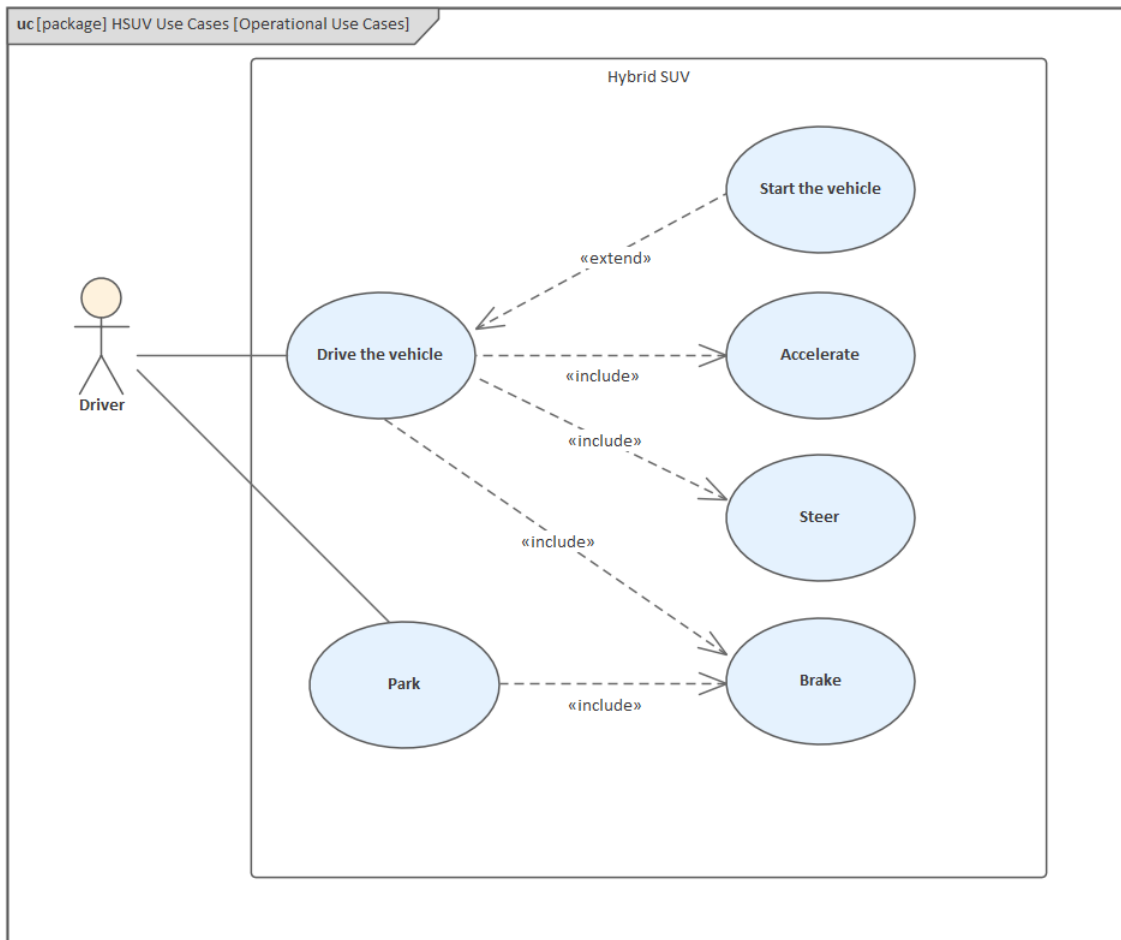 uc [package] HSUV Use Cases [Operational Use Cases]
Hybrid SUV
Start the vehicle
«extend»
Drive the vehicle
Accelerate
«include»
Driver
«include»
Steer
«include»
Park
Brake
«include»